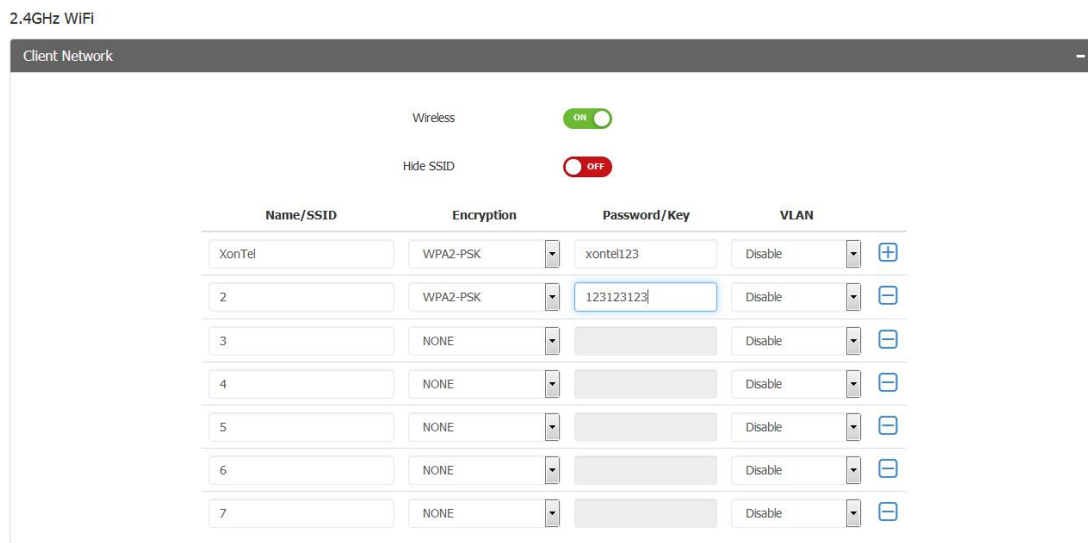 2.4GHz WiFi
Client Network
Wireless ON
Hide SSID OFF
Name/SSID Encryption Password/Key VLAN
XonTel WPA2-PSK xontel123 Disable
2 WPA2-PSK 123123123 Disable
3 NONE Disable
4 NONE Disable
5 NONE Disable
6 NONE Disable
7 NONE Disable